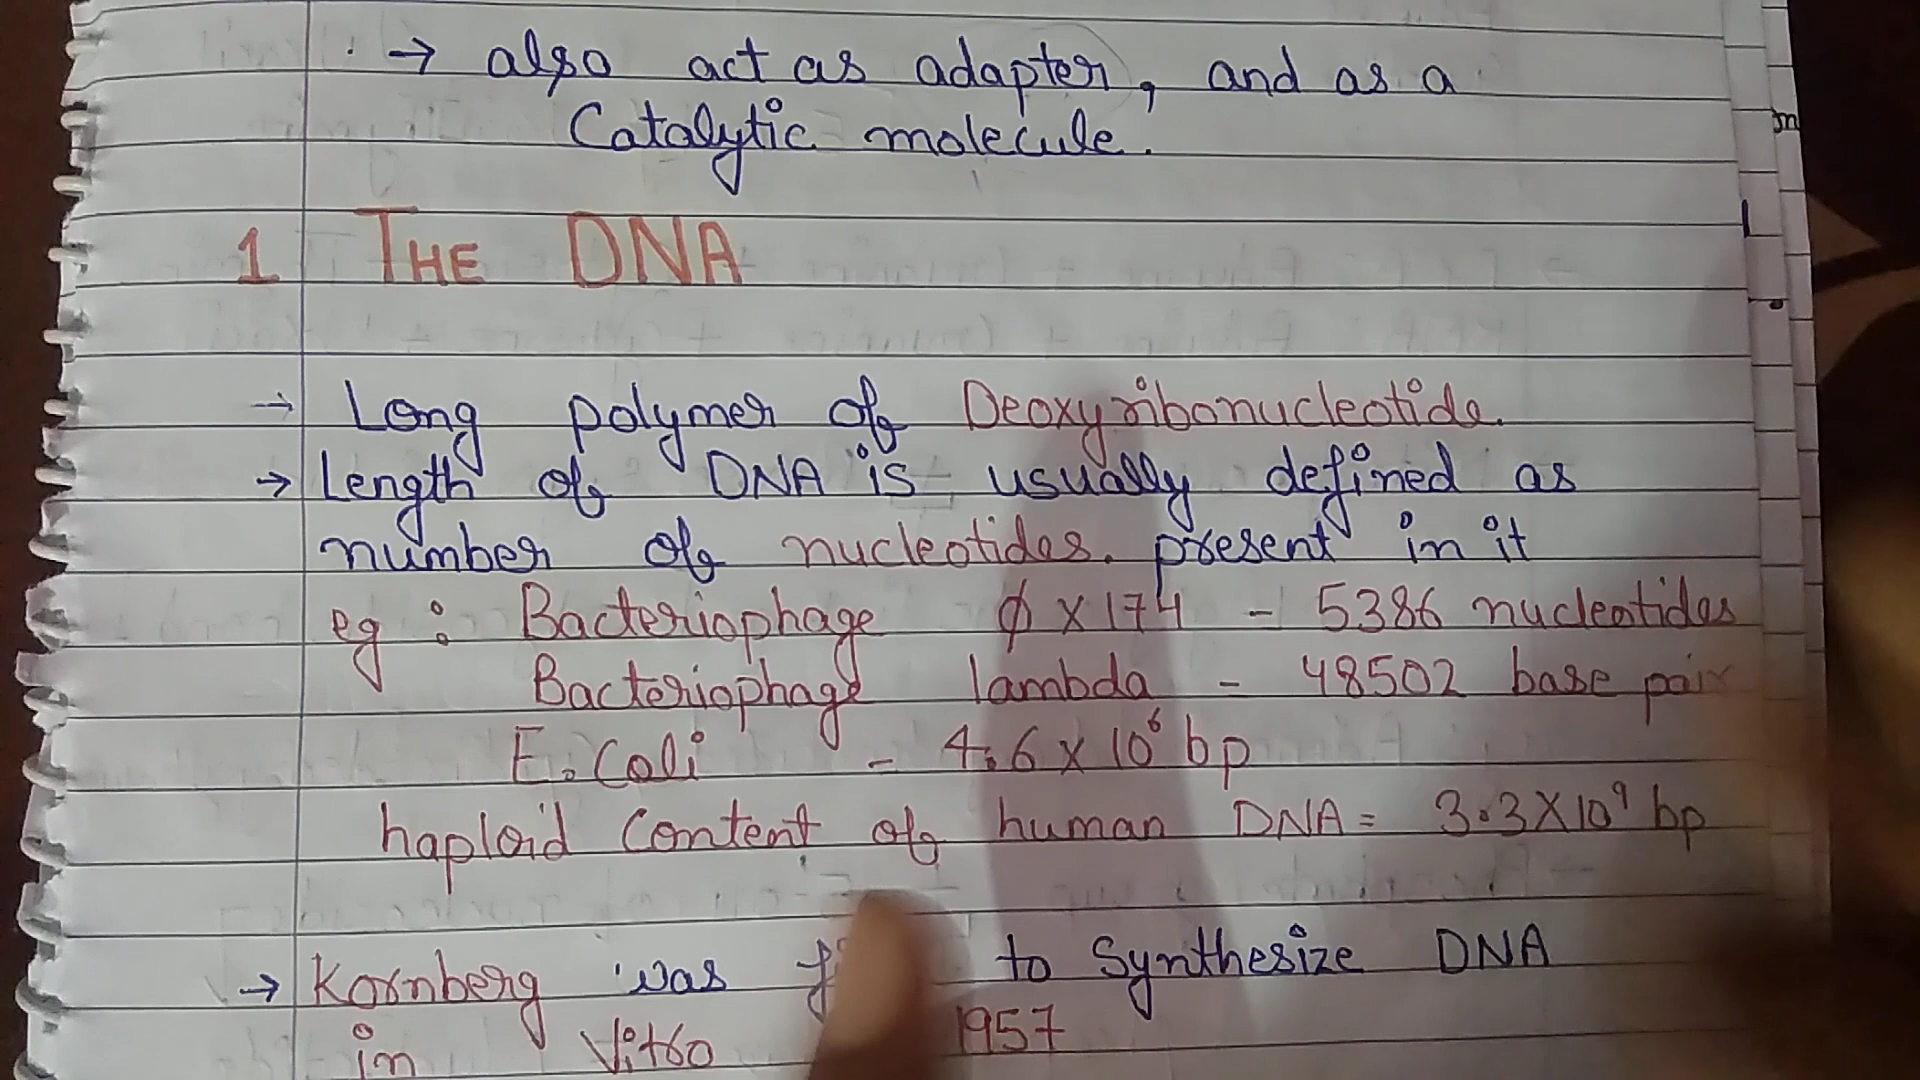 → also act as adapter, and as a
Catalytic molecule.
1 THE DNA
→ Long polymer of Deoxyribonucleotide.
→ Length of DNA is usually defined as
number of nucleotides. present in it
eg : Bacteriophage φ x 174 - 5386 nucleotides
Bacteriophage lambda - 48502 base pair
E. Coli - 4.6 x 10⁶ bp
haploid Content of human DNA = 3.3 X 10⁹ bp
→ Kornberg was to Synthesize DNA
in Vitro 1957